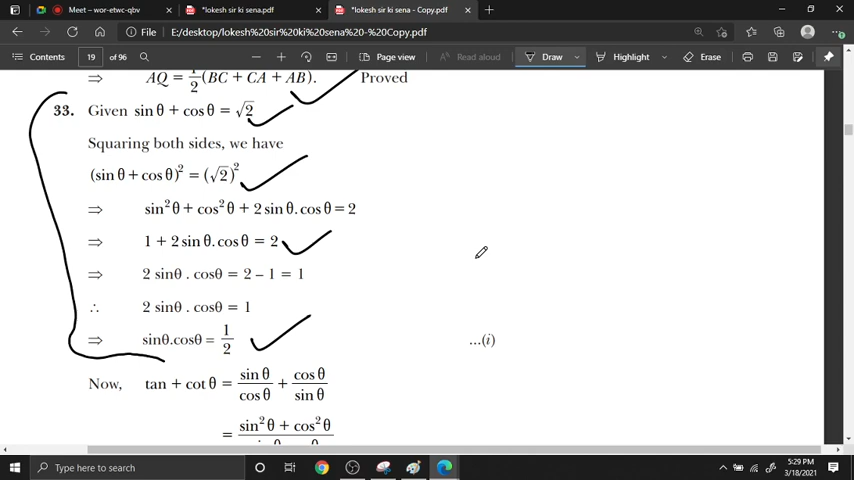 Meet – wor-etwc-qbv
*lokesh sir ki sena.pdf
*lokesh sir ki sena - Copy.pdf
File | E:/desktop/lokesh%20sir%20ki%20sena%20-%20Copy.pdf
Contents 19 of 96 Page view Read aloud Draw Highlight Erase
⇒ AQ = 1/2 (BC + CA + AB). Proved
33. Given sin θ + cos θ = √2
Squaring both sides, we have
(sin θ + cos θ)² = (√2)²
⇒ sin²θ + cos²θ + 2 sin θ. cos θ = 2
⇒ 1 + 2 sin θ. cos θ = 2
⇒ 2 sinθ . cosθ = 2 – 1 = 1
∴ 2 sinθ . cosθ = 1
⇒ sinθ.cosθ = 1/2 ...(i)
Now, tan + cot θ = sin θ/cos θ + cos θ/sin θ
= sin²θ + cos²θ
Type here to search
5:29 PM
3/18/2021